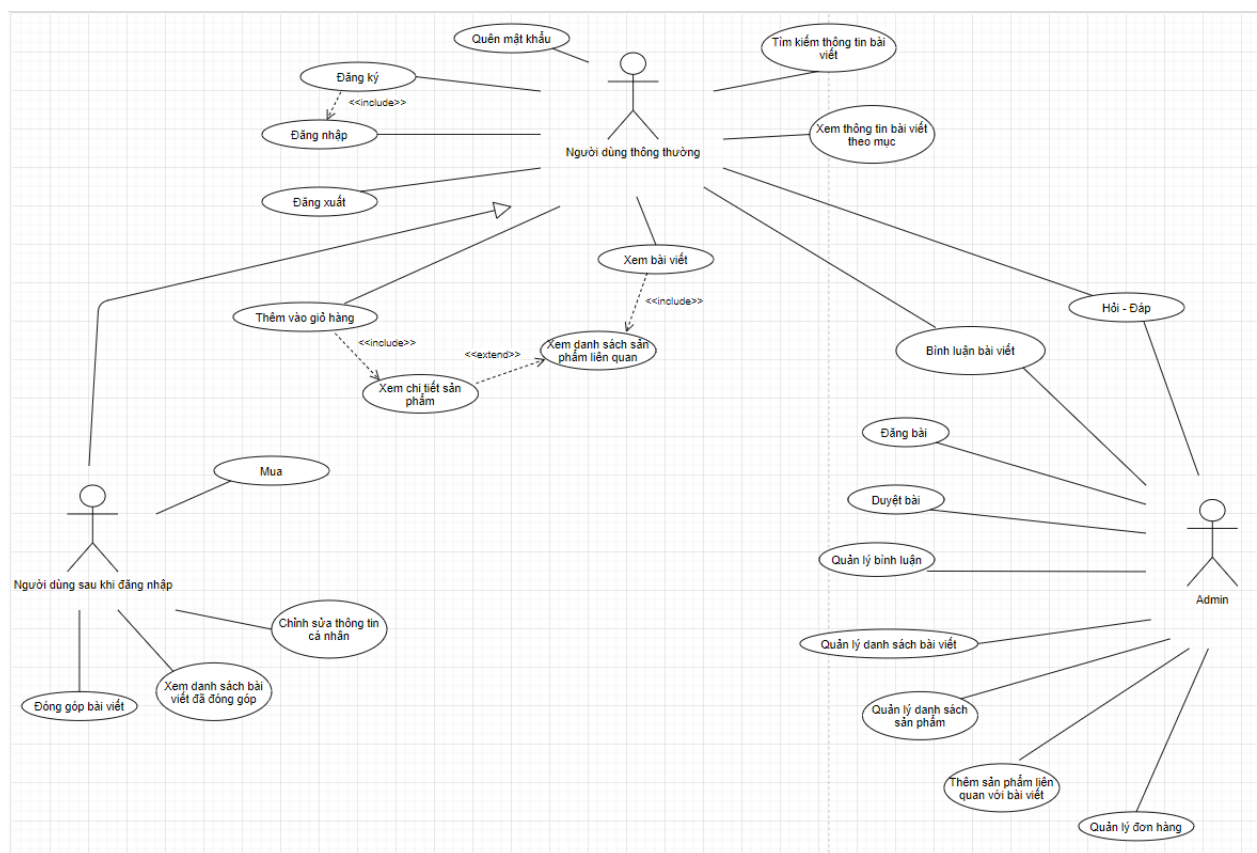 Quên mật khẩu
Tìm kiếm thông tin bài
viết
Đăng ký
<<include>>
Đăng nhập
Xem thông tin bài viết
theo mục
Người dùng thông thường
Đăng xuất
Xem bài viết
<<include>>
Thêm vào giỏ hàng
Hỏi - Đáp
<<include>>
<<extend>>
Xem danh sách sản
phẩm liên quan
Bình luận bài viết
Xem chi tiết sản
phẩm
Đăng bài
Mua
Duyệt bài
Quản lý bình luận
Người dùng sau khi đăng nhập
Admin
Chỉnh sửa thông tin
cá nhân
Quản lý danh sách bài viết
Xem danh sách bài
viết đã đóng góp
Đóng góp bài viết
Quản lý danh sách
sản phẩm
Thêm sản phẩm liên
quan với bài viết
Quản lý đơn hàng